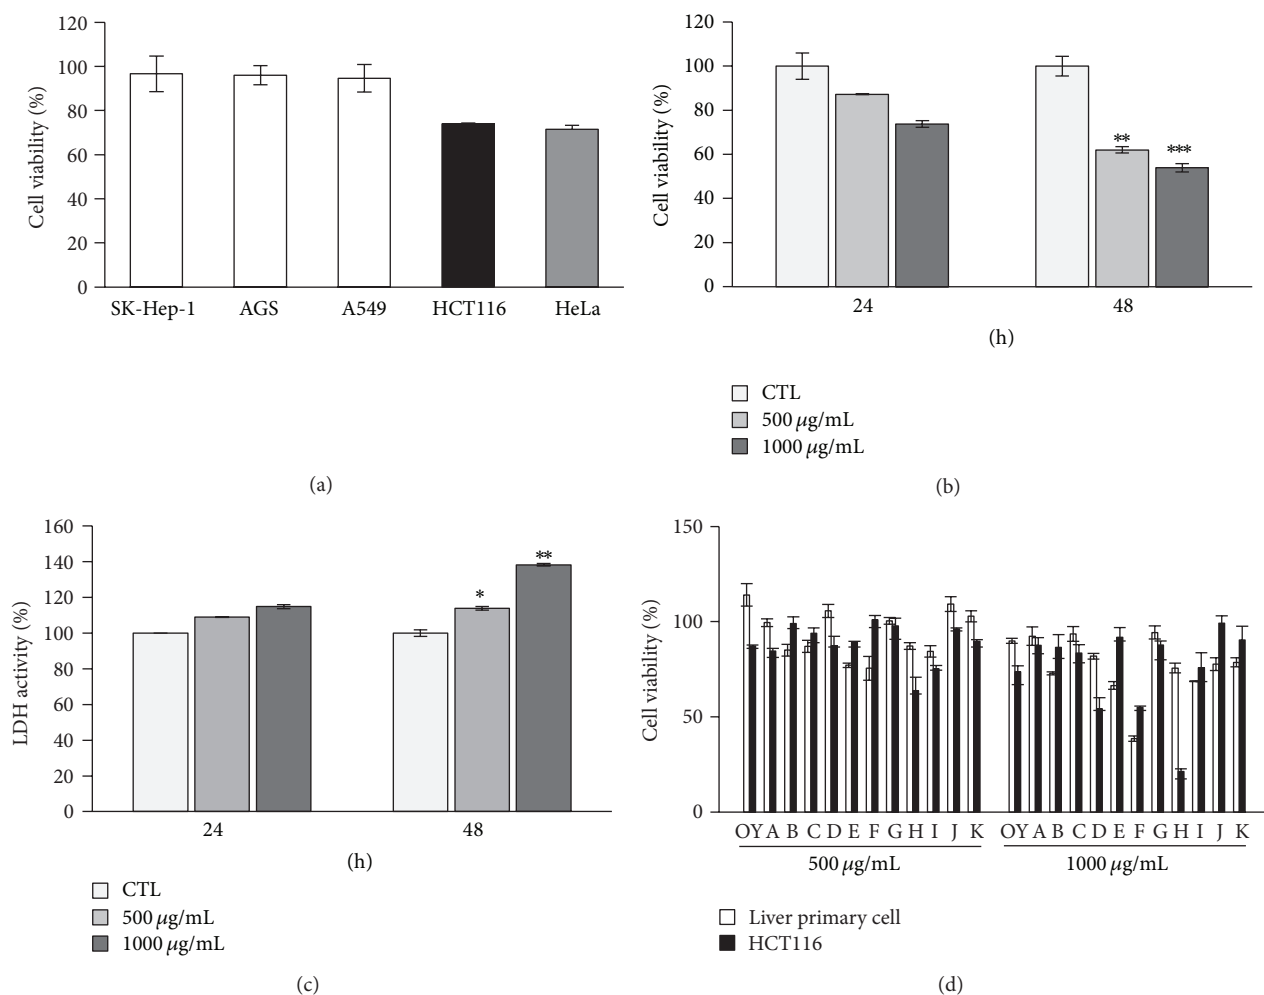 120
100
80
60
40
20
0
Cell viability (%)
SK-Hep-1 AGS A549 HCT116 HeLa
(a)
120
100
80
60
40
20
0
Cell viability (%)
** ***
24 48
(h)
CTL
500 μg/mL
1000 μg/mL
(b)
160
140
120
100
80
60
40
20
0
LDH activity (%)
* **
24 48
(h)
CTL
500 μg/mL
1000 μg/mL
(c)
150
100
50
0
Cell viability (%)
OY A B C D E F G H I J K OY A B C D E F G H I J K
500 μg/mL 1000 μg/mL
Liver primary cell
HCT116
(d)